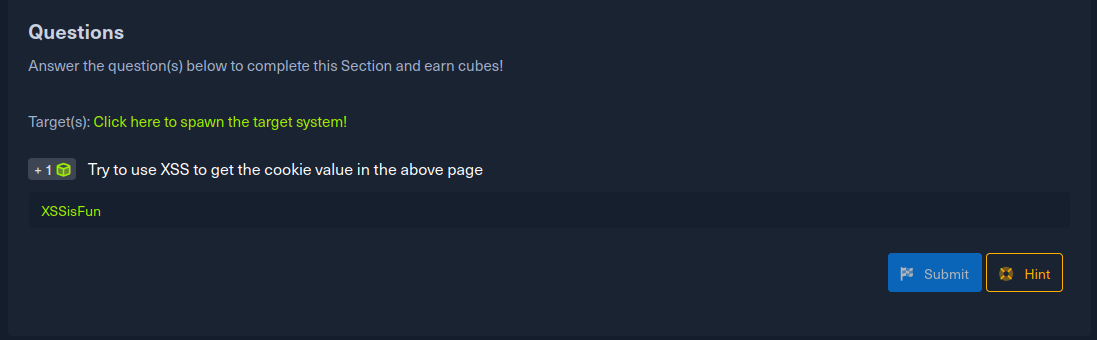 Questions
Answer the question(s) below to complete this Section and earn cubes!
Target(s): Click here to spawn the target system!
+ 1 Try to use XSS to get the cookie value in the above page
XSSisFun
Submit Hint